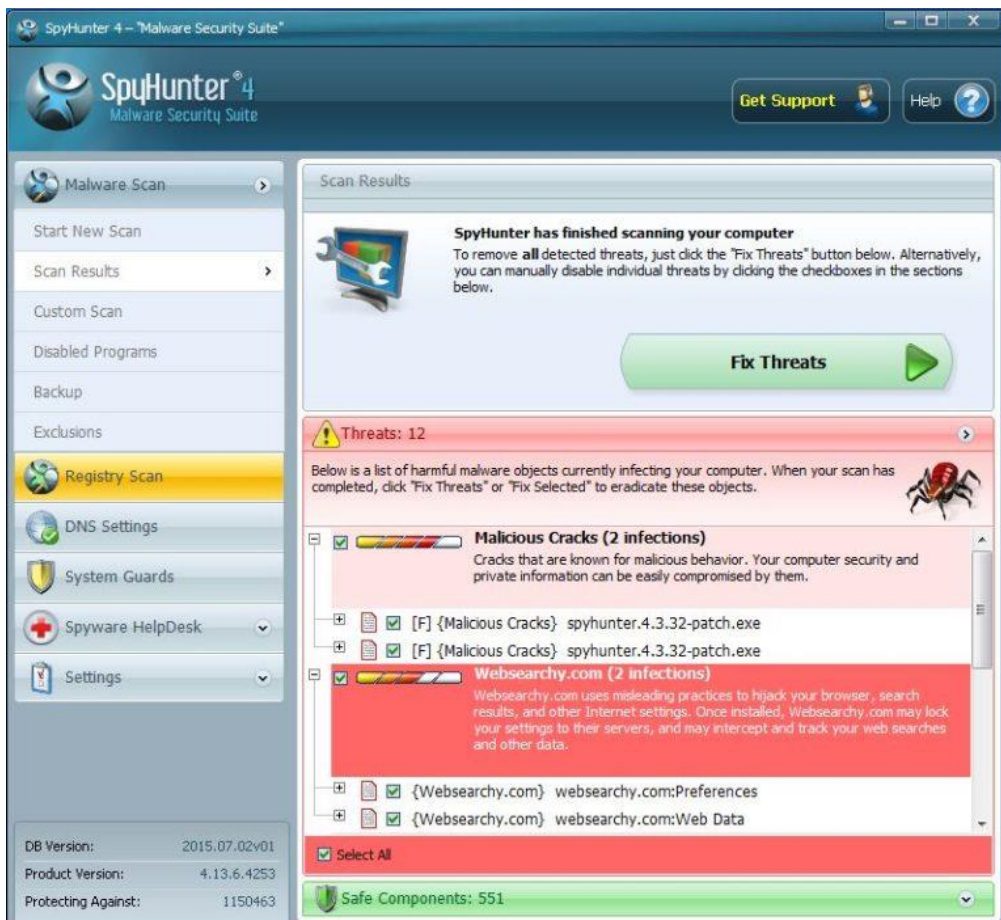 SpyHunter 4 – "Malware Security Suite"
SpyHunter®4
Malware Security Suite
Get Support
Help
Malware Scan
Start New Scan
Scan Results
Custom Scan
Disabled Programs
Backup
Exclusions
Registry Scan
DNS Settings
System Guards
Spyware HelpDesk
Settings
DB Version: 2015.07.02v01
Product Version: 4.13.6.4253
Protecting Against: 1150463
Scan Results
SpyHunter has finished scanning your computer
To remove all detected threats, just click the "Fix Threats" button below. Alternatively,
you can manually disable individual threats by clicking the checkboxes in the sections
below.
Fix Threats
Threats: 12
Below is a list of harmful malware objects currently infecting your computer. When your scan has
completed, click "Fix Threats" or "Fix Selected" to eradicate these objects.
Malicious Cracks (2 infections)
Cracks that are known for malicious behavior. Your computer security and
private information can be easily compromised by them.
[F] {Malicious Cracks} spyhunter.4.3.32-patch.exe
[F] {Malicious Cracks} spyhunter.4.3.32-patch.exe
Websearchy.com (2 infections)
Websearchy.com uses misleading practices to hijack your browser, search
results, and other Internet settings. Once installed, Websearchy.com may lock
your settings to their servers, and may intercept and track your web searches
and other data.
{Websearchy.com} websearchy.com:Preferences
{Websearchy.com} websearchy.com:Web Data
Select All
Safe Components: 551